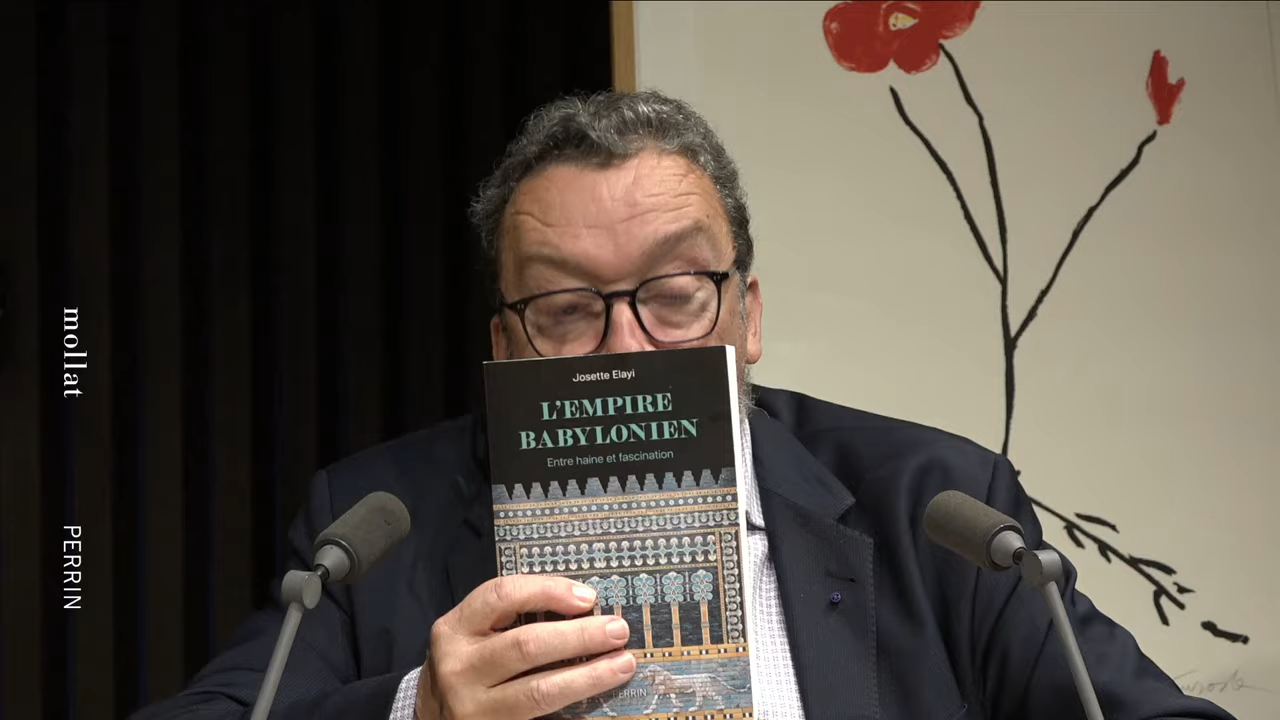 mollat
PERRIN
Josette Elayi
L'EMPIRE
BABYLONIEN
Entre haine et fascination
PERRIN